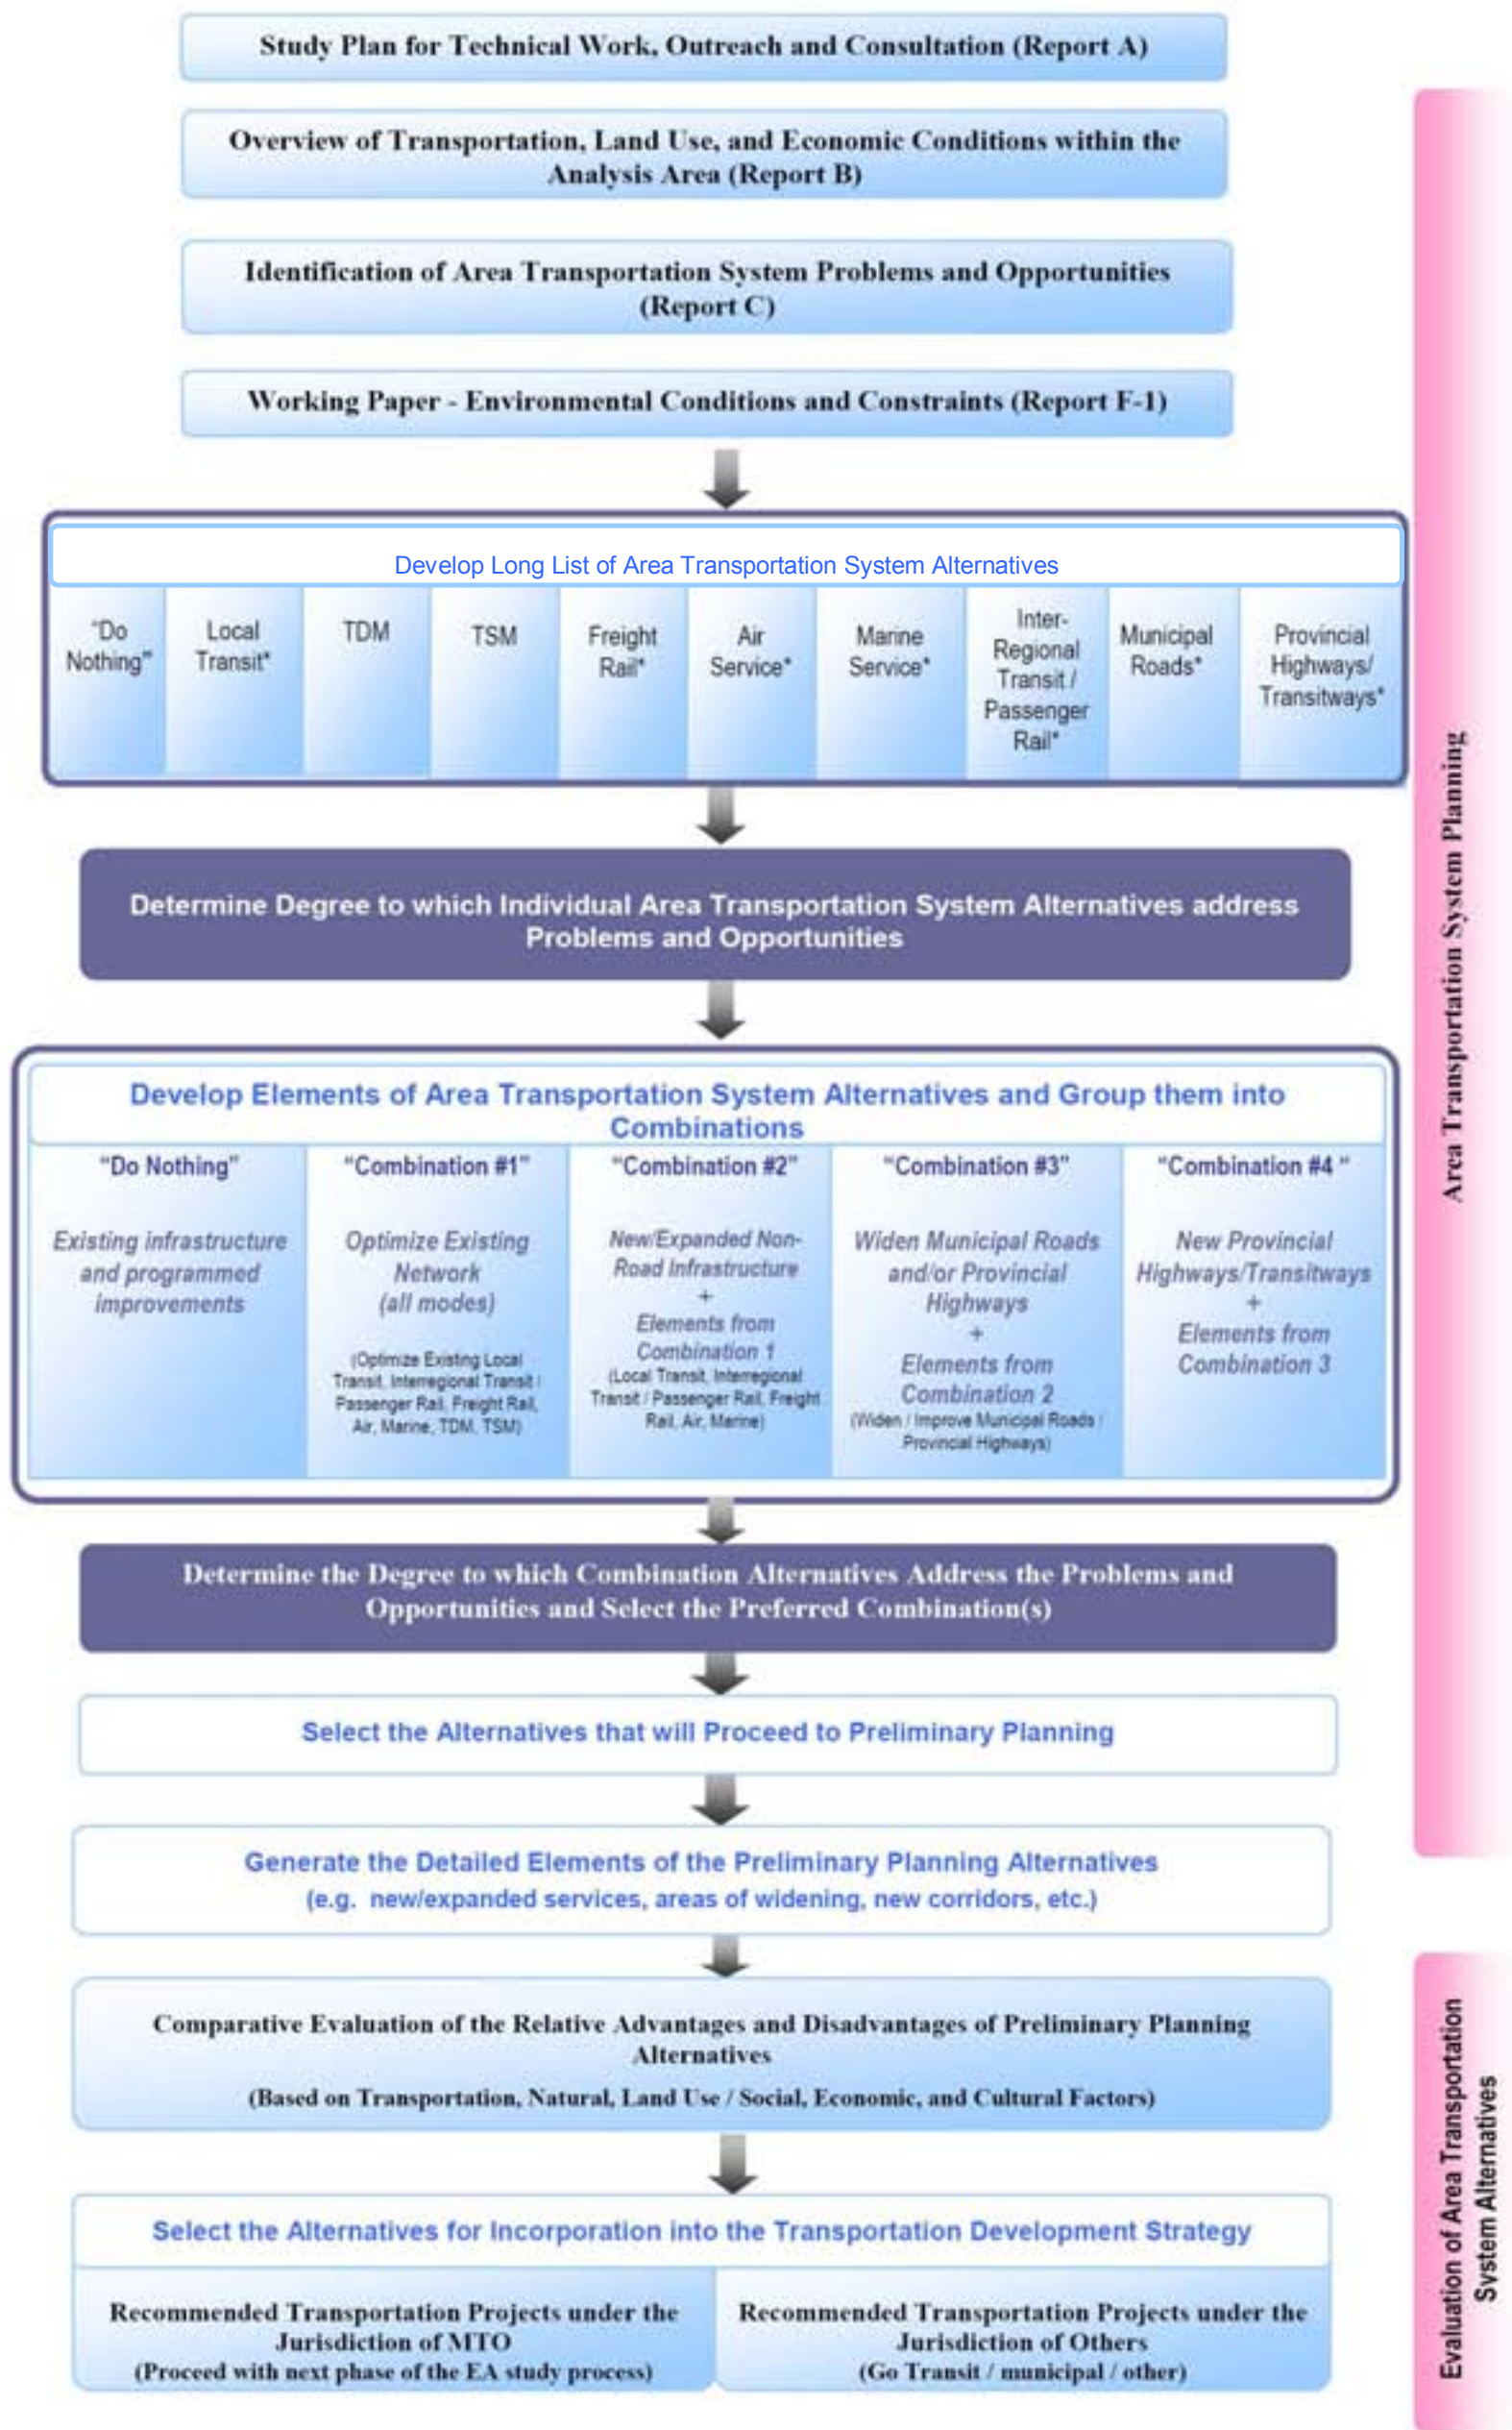 Study Plan for Technical Work, Outreach and Consultation (Report A)
Overview of Transportation, Land Use, and Economic Conditions within the
Analysis Area (Report B)
Identification of Area Transportation System Problems and Opportunities
(Report C)
Working Paper - Environmental Conditions and Constraints (Report F-1)
Develop Long List of Area Transportation System Alternatives
"Do
Nothing"
Local
Transit*
TDM
TSM
Freight
Rail*
Air
Service*
Marine
Service*
Inter-
Regional
Transit /
Passenger
Rail*
Municipal
Roads*
Provincial
Highways/
Transitways*
Determine Degree to which Individual Area Transportation System Alternatives address
Problems and Opportunities
Develop Elements of Area Transportation System Alternatives and Group them into
Combinations
"Do Nothing"
Existing infrastructure
and programmed
improvements
"Combination #1"
Optimize Existing
Network
(all modes)
(Optimize Existing Local
Transit, Interregional Transit /
Passenger Rail, Freight Rail,
Air, Marine, TDM, TSM)
"Combination #2"
New/Expanded Non-
Road Infrastructure
+
Elements from
Combination 1
(Local Transit, Interregional
Transit / Passenger Rail, Freight
Rail, Air, Marine)
"Combination #3"
Widen Municipal Roads
and/or Provincial
Highways
+
Elements from
Combination 2
(Widen / Improve Municipal Roads /
Provincial Highways)
"Combination #4 "
New Provincial
Highways/Transitways
+
Elements from
Combination 3
Determine the Degree to which Combination Alternatives Address the Problems and
Opportunities and Select the Preferred Combination(s)
Select the Alternatives that will Proceed to Preliminary Planning
Generate the Detailed Elements of the Preliminary Planning Alternatives
(e.g. new/expanded services, areas of widening, new corridors, etc.)
Area Transportation System Planning
Comparative Evaluation of the Relative Advantages and Disadvantages of Preliminary Planning
Alternatives
(Based on Transportation, Natural, Land Use / Social, Economic, and Cultural Factors)
Select the Alternatives for Incorporation into the Transportation Development Strategy
Recommended Transportation Projects under the
Jurisdiction of MTO
(Proceed with next phase of the EA study process)
Recommended Transportation Projects under the
Jurisdiction of Others
(Go Transit / municipal / other)
Evaluation of Area Transportation
System Alternatives